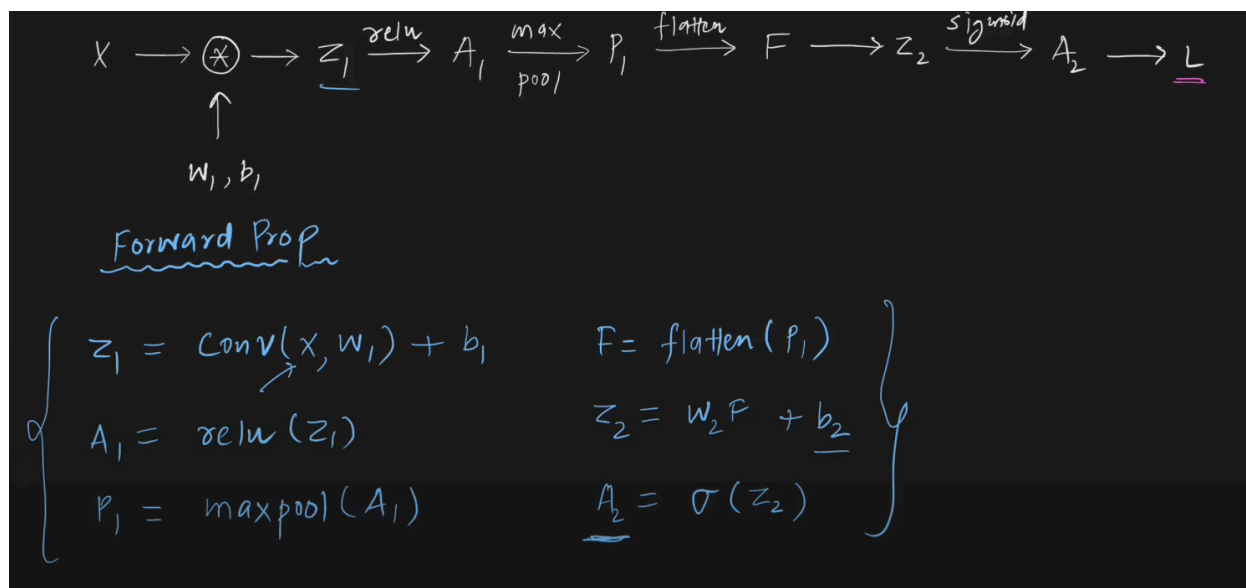 X → ⊛ → Z₁ relu→ A₁ max pool→ P₁ flatten→ F → Z₂ sigmoid→ A₂ → L
↑
W₁, b₁
Forward Prop
Z₁ = Conv(X, W₁) + b₁
A₁ = relu(Z₁)
P₁ = maxpool(A₁)
F = flatten(P₁)
Z₂ = W₂F + b₂
A₂ = σ(Z₂)